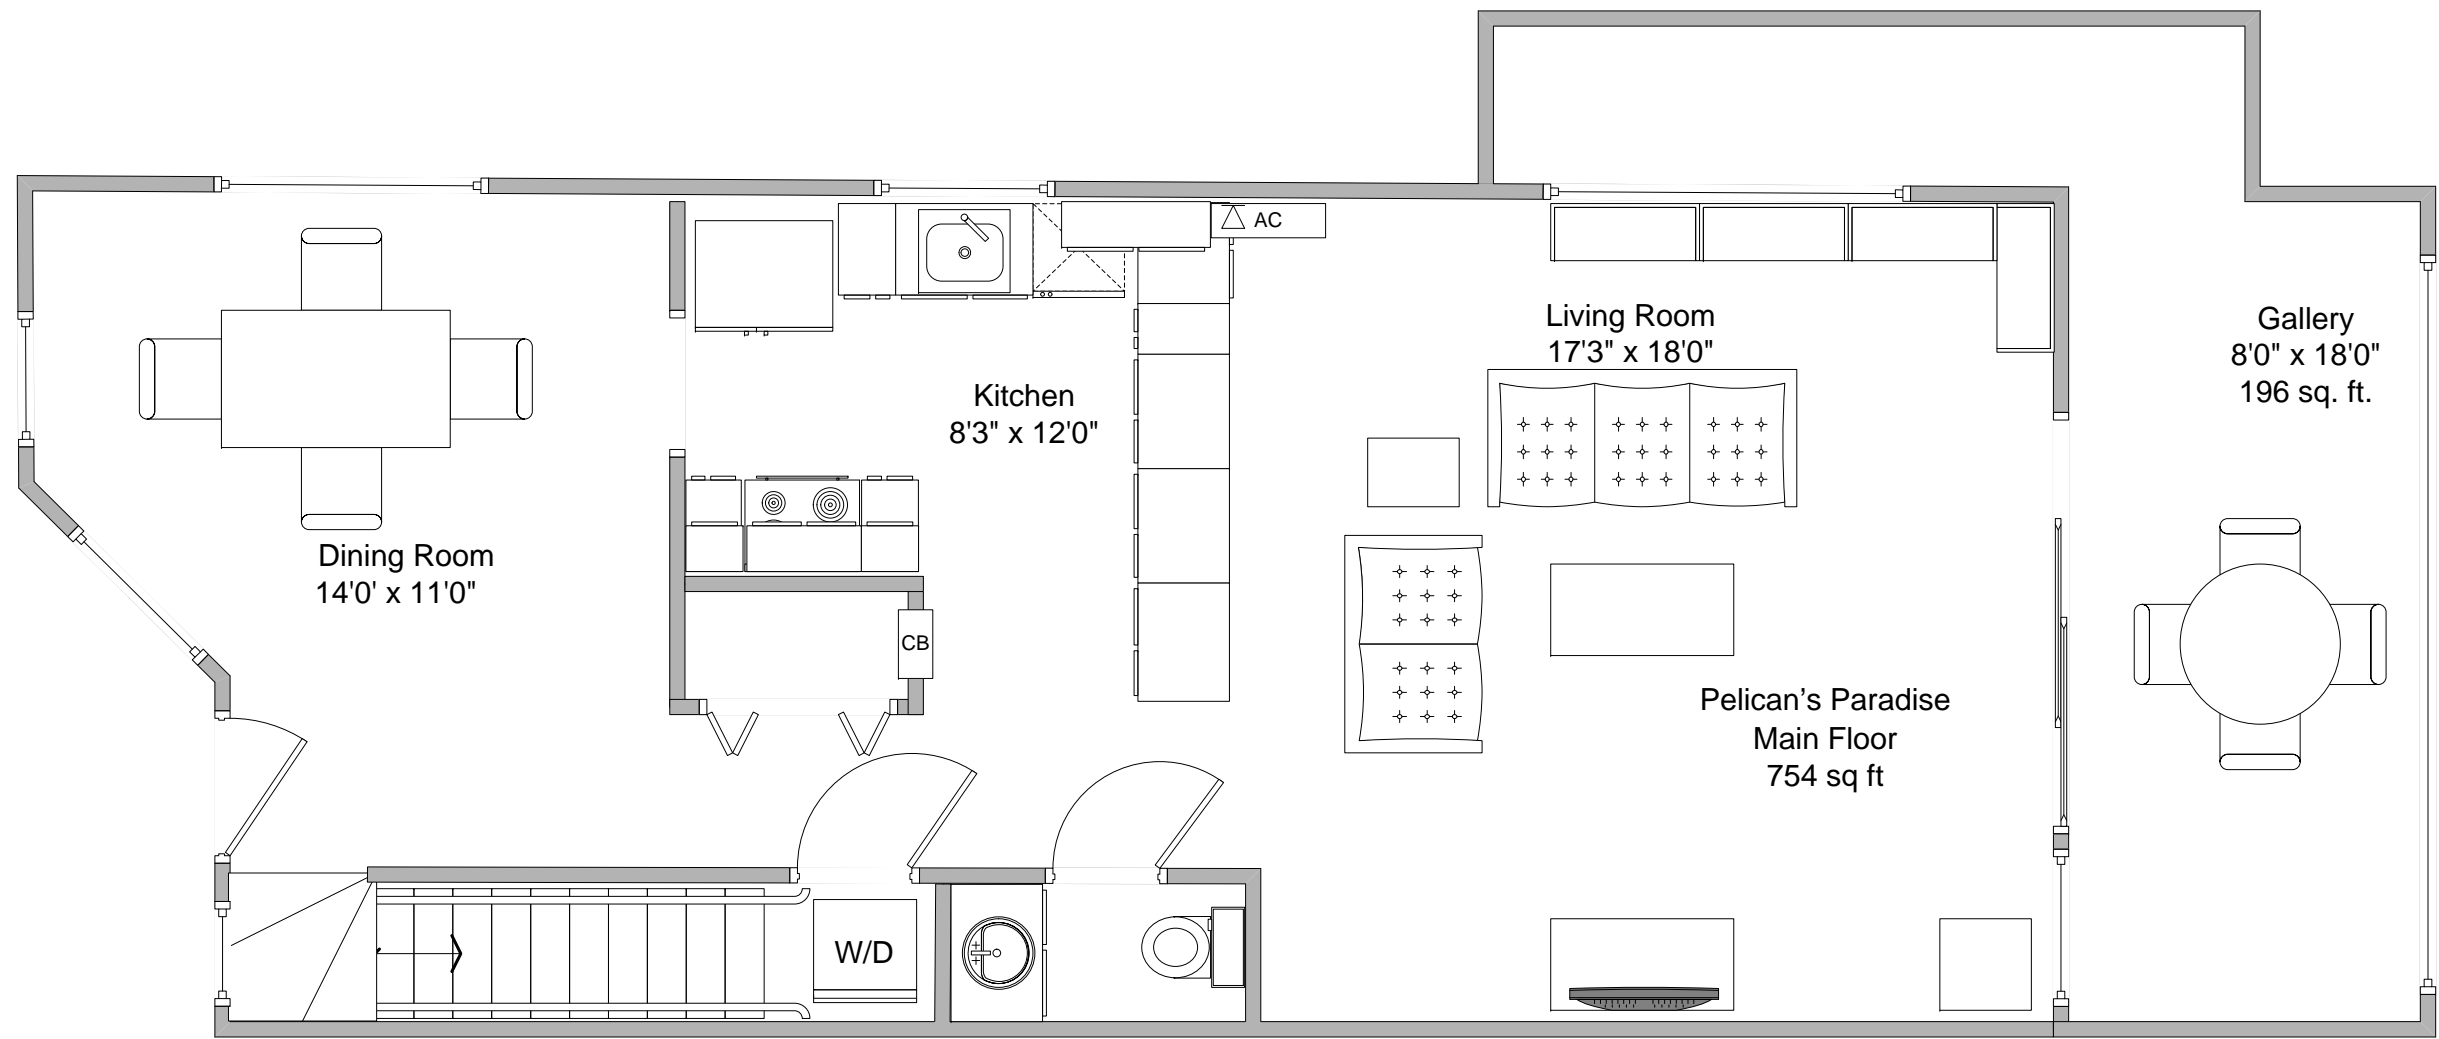 AC
Living Room
17'3" x 18'0"
Gallery
8'0" x 18'0"
196 sq. ft.
Kitchen
8'3" x 12'0"
Dining Room
14'0' x 11'0"
CB
Pelican’s Paradise
Main Floor
754 sq ft
W/D